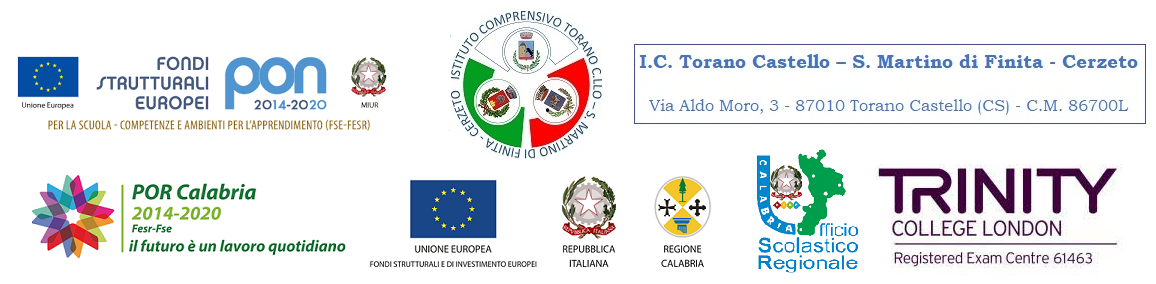 Unione Europea
FONDI
STRUTTURALI
EUROPEI
pon
2014-2020
MIUR
PER LA SCUOLA - COMPETENZE E AMBIENTI PER L'APPRENDIMENTO (FSE-FESR)
ISTITUTO COMPRENSIVO TORANO C.LLO – S. MARTINO DI FINITA - CERZETO
I.C. Torano Castello – S. Martino di Finita - Cerzeto
Via Aldo Moro, 3 - 87010 Torano Castello (CS) - C.M. 86700L
POR Calabria
2014-2020
Fesr-Fse
il futuro è un lavoro quotidiano
UNIONE EUROPEA
FONDI STRUTTURALI E DI INVESTIMENTO EUROPEI
REPUBBLICA
ITALIANA
REGIONE
CALABRIA
CALABRIA
Ufficio
Scolastico
Regionale
TRINITY
COLLEGE LONDON
Registered Exam Centre 61463